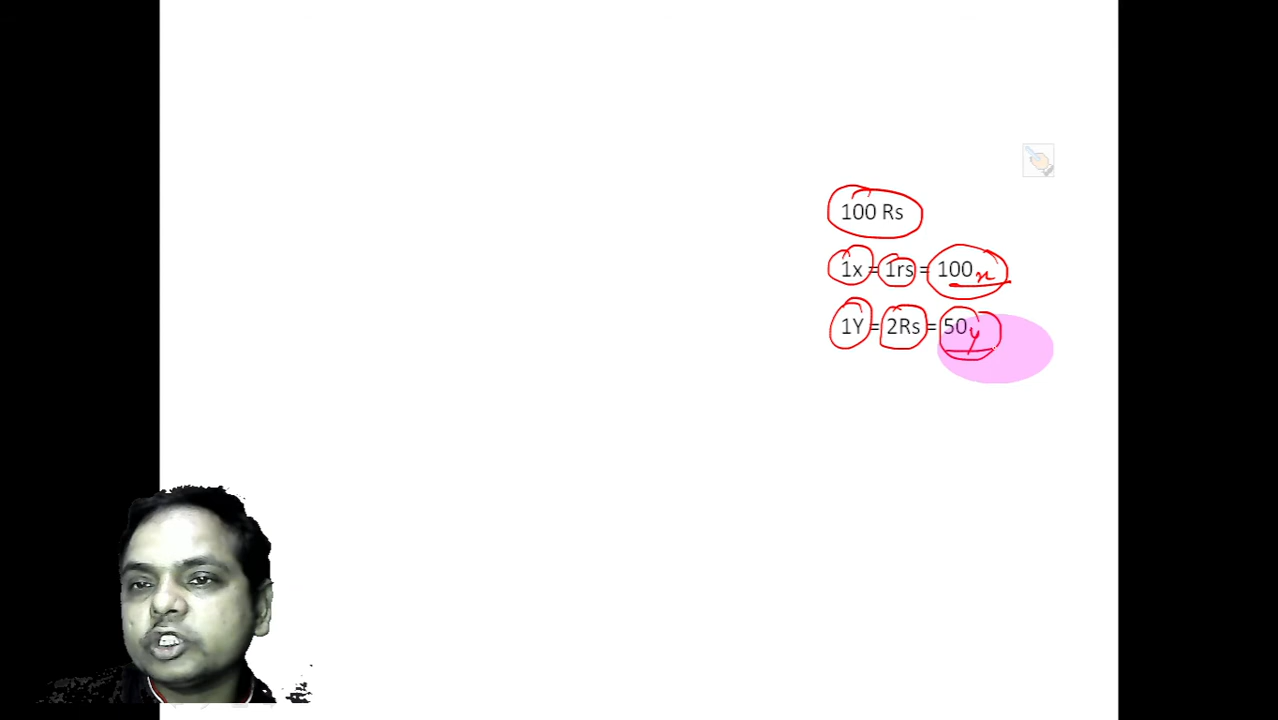 100 Rs
1x = 1rs = 100x
1Y = 2Rs = 50y